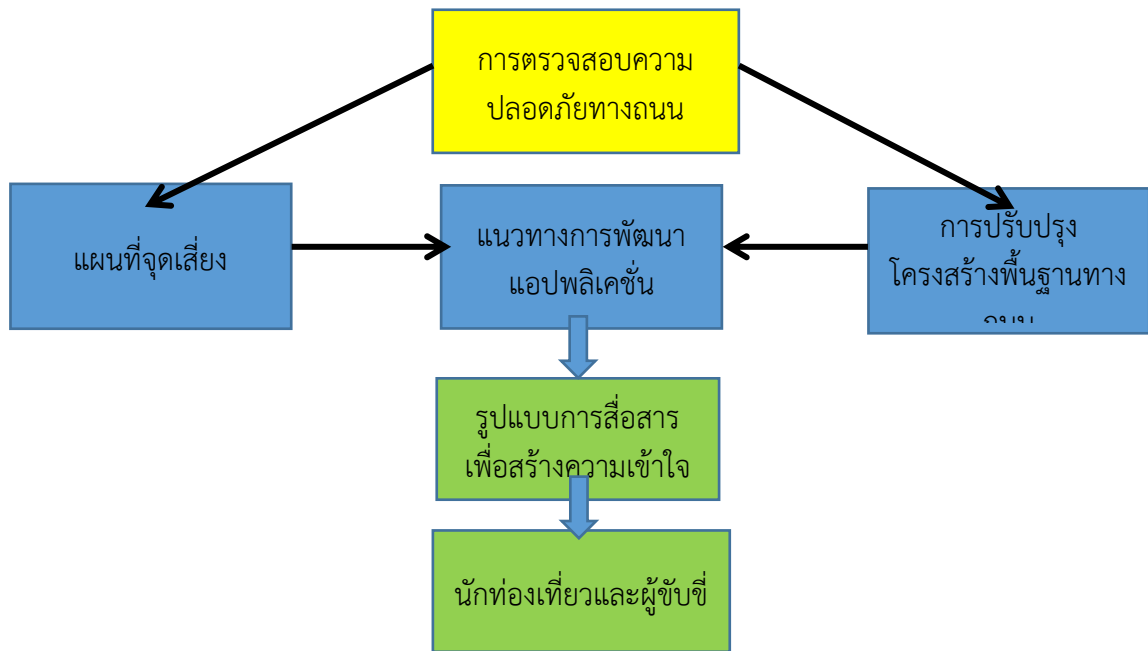 การตรวจสอบความ
ปลอดภัยทางถนน
แผนที่จุดเสี่ยง
แนวทางการพัฒนา
แอปพลิเคชั่น
การปรับปรุง
โครงสร้างพื้นฐานทาง
รูปแบบการสื่อสาร
เพื่อสร้างความเข้าใจ
นักท่องเที่ยวและผู้ขับขี่